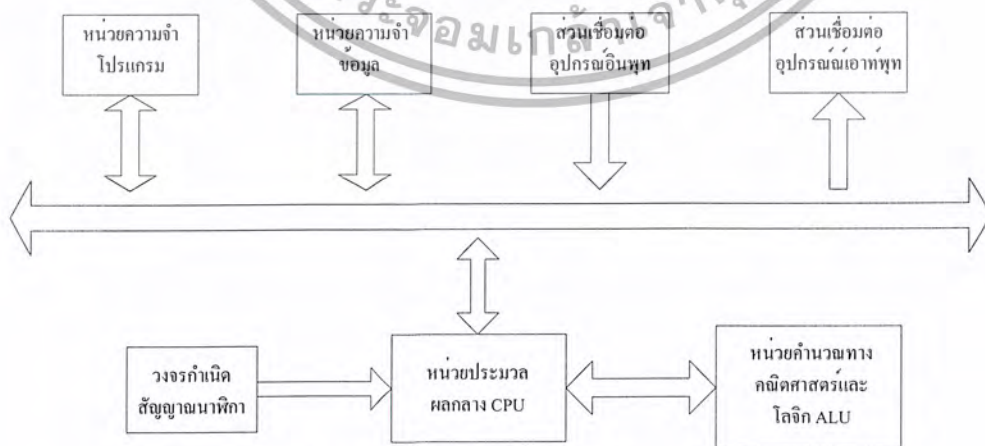 หน่วยความจำ
โปรแกรม
หน่วยความจำ
ข้อมูล
ส่วนเชื่อมต่อ
อุปกรณ์อินพุท
ส่วนเชื่อมต่อ
อุปกรณ์ณ์เอาท์พุท
วงจรกำเนิด
สัญญาณนาฬิกา
หน่วยประมวล
ผลกลาง CPU
หน่วยคำนวณทาง
คณิตศาสตร์และ
โลจิก ALU